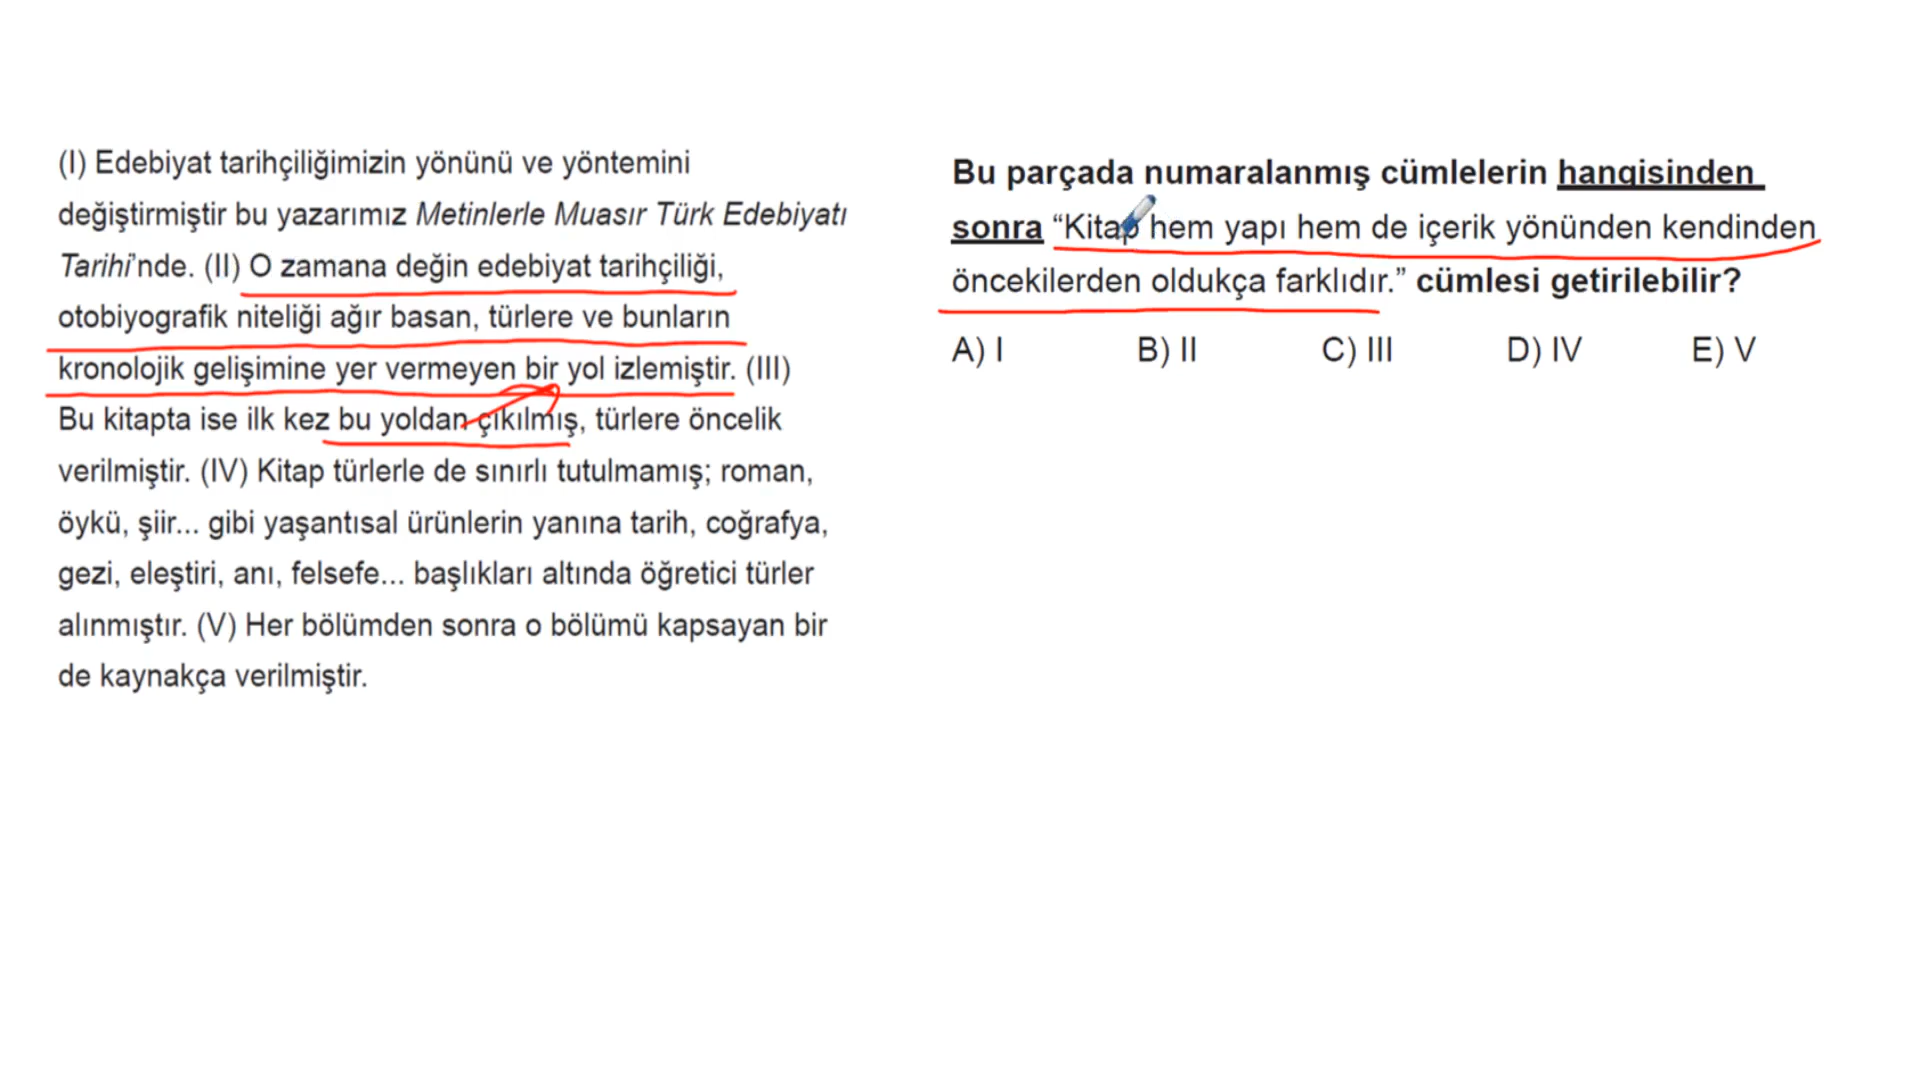 (I) Edebiyat tarihçiliğimizin yönünü ve yöntemini
değiştirmiştir bu yazarımız Metinlerle Muasır Türk Edebiyatı
Tarihi'nde. (II) O zamana değin edebiyat tarihçiliği,
otobiyografik niteliği ağır basan, türlere ve bunların
kronolojik gelişimine yer vermeyen bir yol izlemiştir. (III)
Bu kitapta ise ilk kez bu yoldan çıkılmış, türlere öncelik
verilmiştir. (IV) Kitap türlerle de sınırlı tutulmamış; roman,
öykü, şiir... gibi yaşantısal ürünlerin yanına tarih, coğrafya,
gezi, eleştiri, anı, felsefe... başlıkları altında öğretici türler
alınmıştır. (V) Her bölümden sonra o bölümü kapsayan bir
de kaynakça verilmiştir.
Bu parçada numaralanmış cümlelerin hangisinden
sonra “Kitap hem yapı hem de içerik yönünden kendinden
öncekilerden oldukça farklıdır.” cümlesi getirilebilir?
A) I B) II C) III D) IV E) V